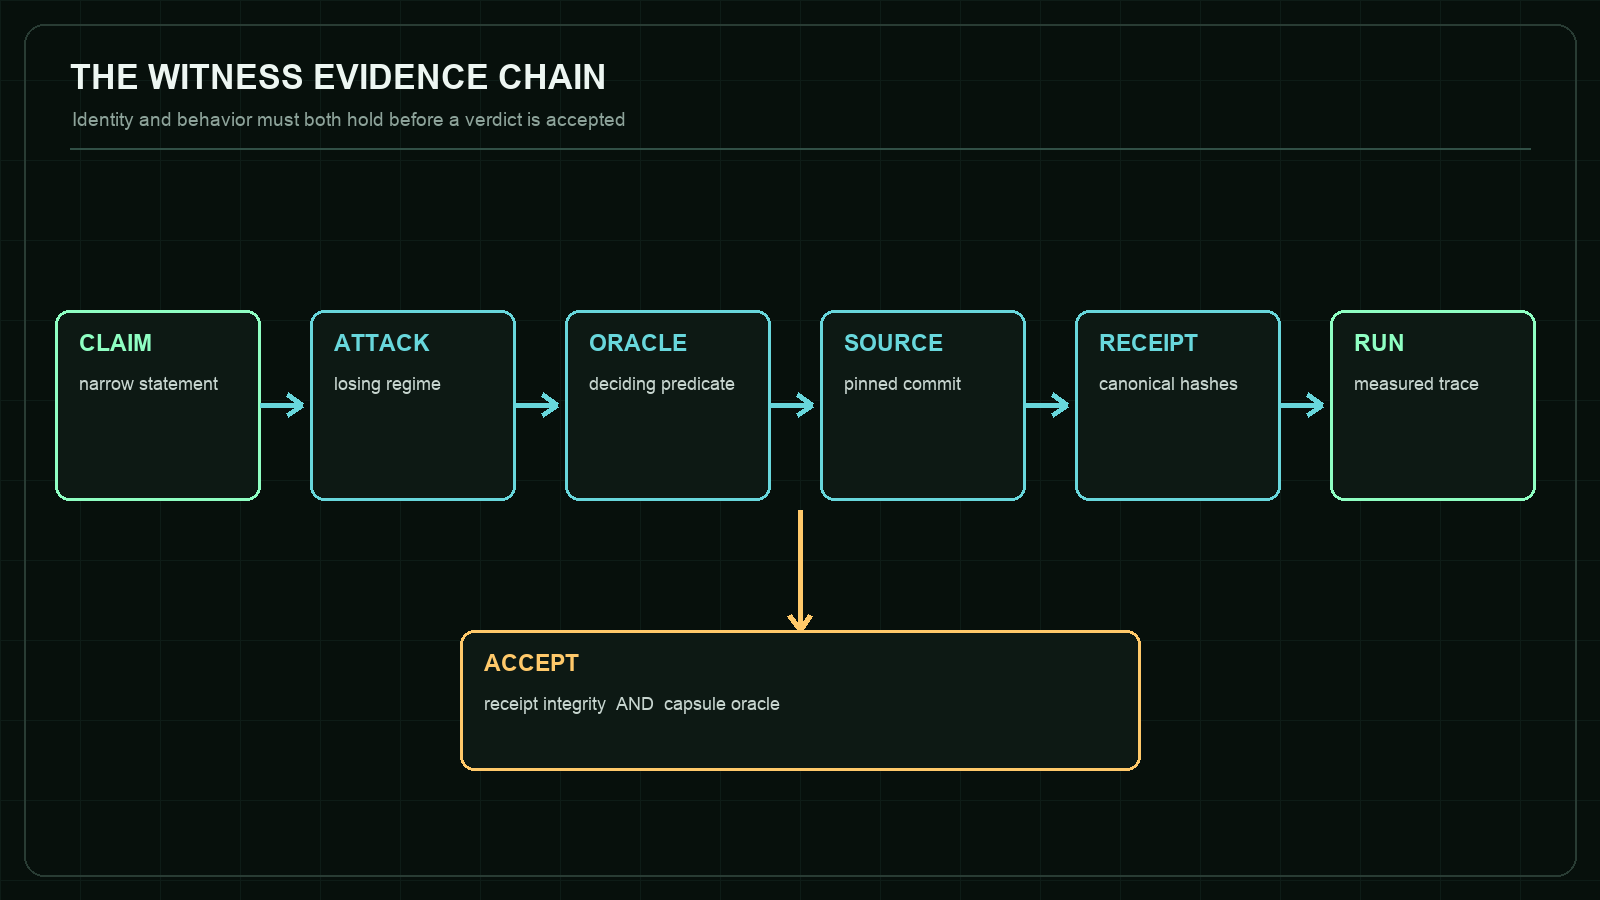 THE WITNESS EVIDENCE CHAIN
Identity and behavior must both hold before a verdict is accepted
CLAIM
narrow statement
ATTACK
losing regime
ORACLE
deciding predicate
SOURCE
pinned commit
RECEIPT
canonical hashes
RUN
measured trace
ACCEPT
receipt integrity  AND  capsule oracle